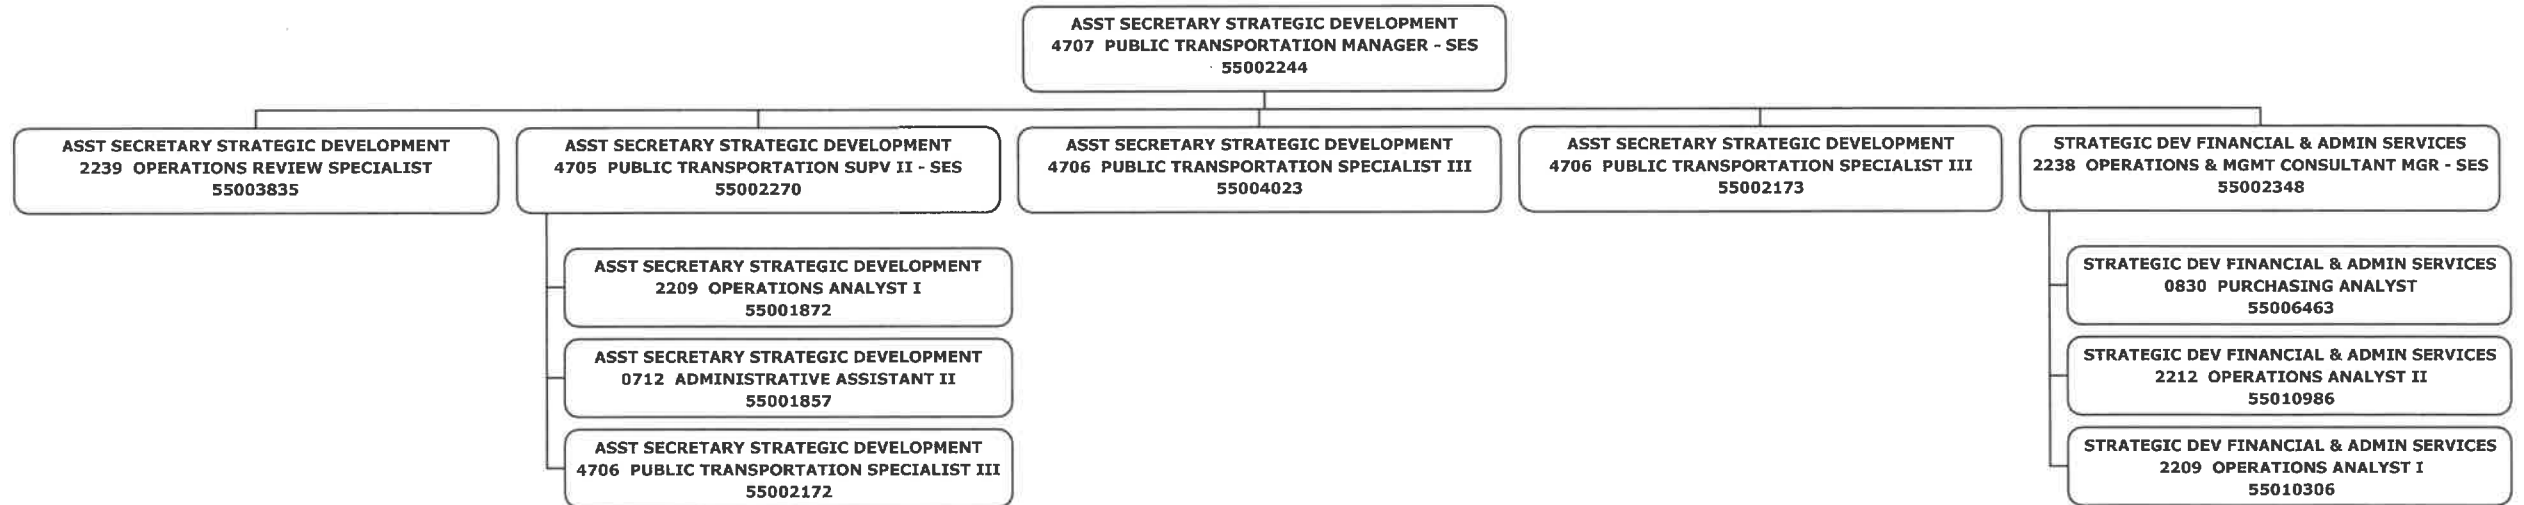 ASST SECRETARY STRATEGIC DEVELOPMENT
4707 PUBLIC TRANSPORTATION MANAGER - SES
55002244
ASST SECRETARY STRATEGIC DEVELOPMENT
2239 OPERATIONS REVIEW SPECIALIST
55003835
ASST SECRETARY STRATEGIC DEVELOPMENT
4705 PUBLIC TRANSPORTATION SUPV II - SES
55002270
ASST SECRETARY STRATEGIC DEVELOPMENT
4706 PUBLIC TRANSPORTATION SPECIALIST III
55004023
ASST SECRETARY STRATEGIC DEVELOPMENT
4706 PUBLIC TRANSPORTATION SPECIALIST III
55002173
STRATEGIC DEV FINANCIAL & ADMIN SERVICES
2238 OPERATIONS & MGMT CONSULTANT MGR - SES
55002348
ASST SECRETARY STRATEGIC DEVELOPMENT
2209 OPERATIONS ANALYST I
55001872
ASST SECRETARY STRATEGIC DEVELOPMENT
0712 ADMINISTRATIVE ASSISTANT II
55001857
ASST SECRETARY STRATEGIC DEVELOPMENT
4706 PUBLIC TRANSPORTATION SPECIALIST III
55002172
STRATEGIC DEV FINANCIAL & ADMIN SERVICES
0830 PURCHASING ANALYST
55006463
STRATEGIC DEV FINANCIAL & ADMIN SERVICES
2212 OPERATIONS ANALYST II
55010986
STRATEGIC DEV FINANCIAL & ADMIN SERVICES
2209 OPERATIONS ANALYST I
55010306